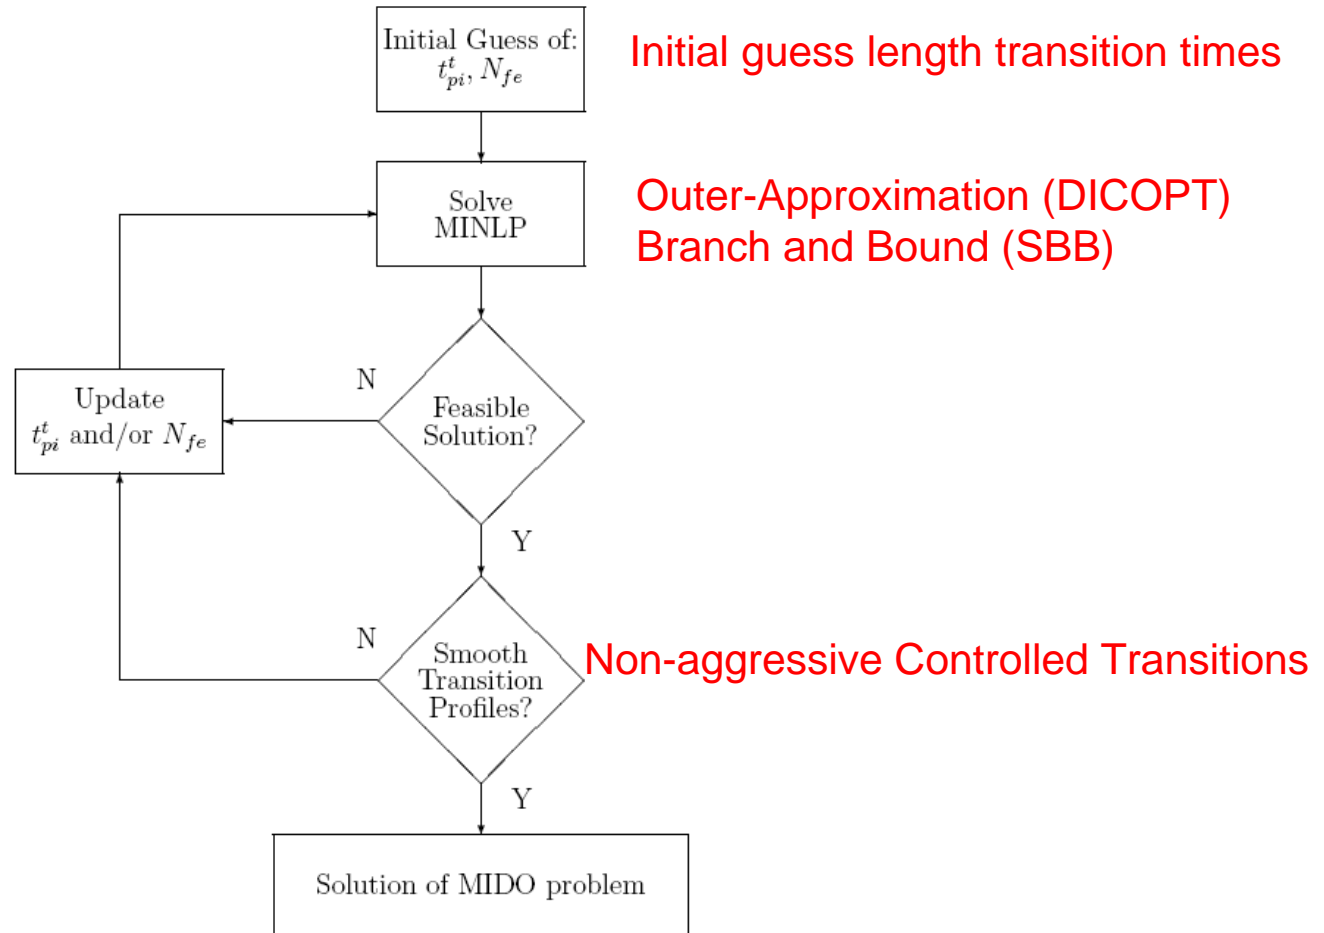 Initial Guess of:
t^t_{pi}, N_{fe}
Initial guess length transition times
Solve
MINLP
Outer-Approximation (DICOPT)
Branch and Bound (SBB)
N
Update
t^t_{pi} and/or N_{fe}
Feasible
Solution?
Y
N
Smooth
Transition
Profiles?
Non-aggressive Controlled Transitions
Y
Solution of MIDO problem